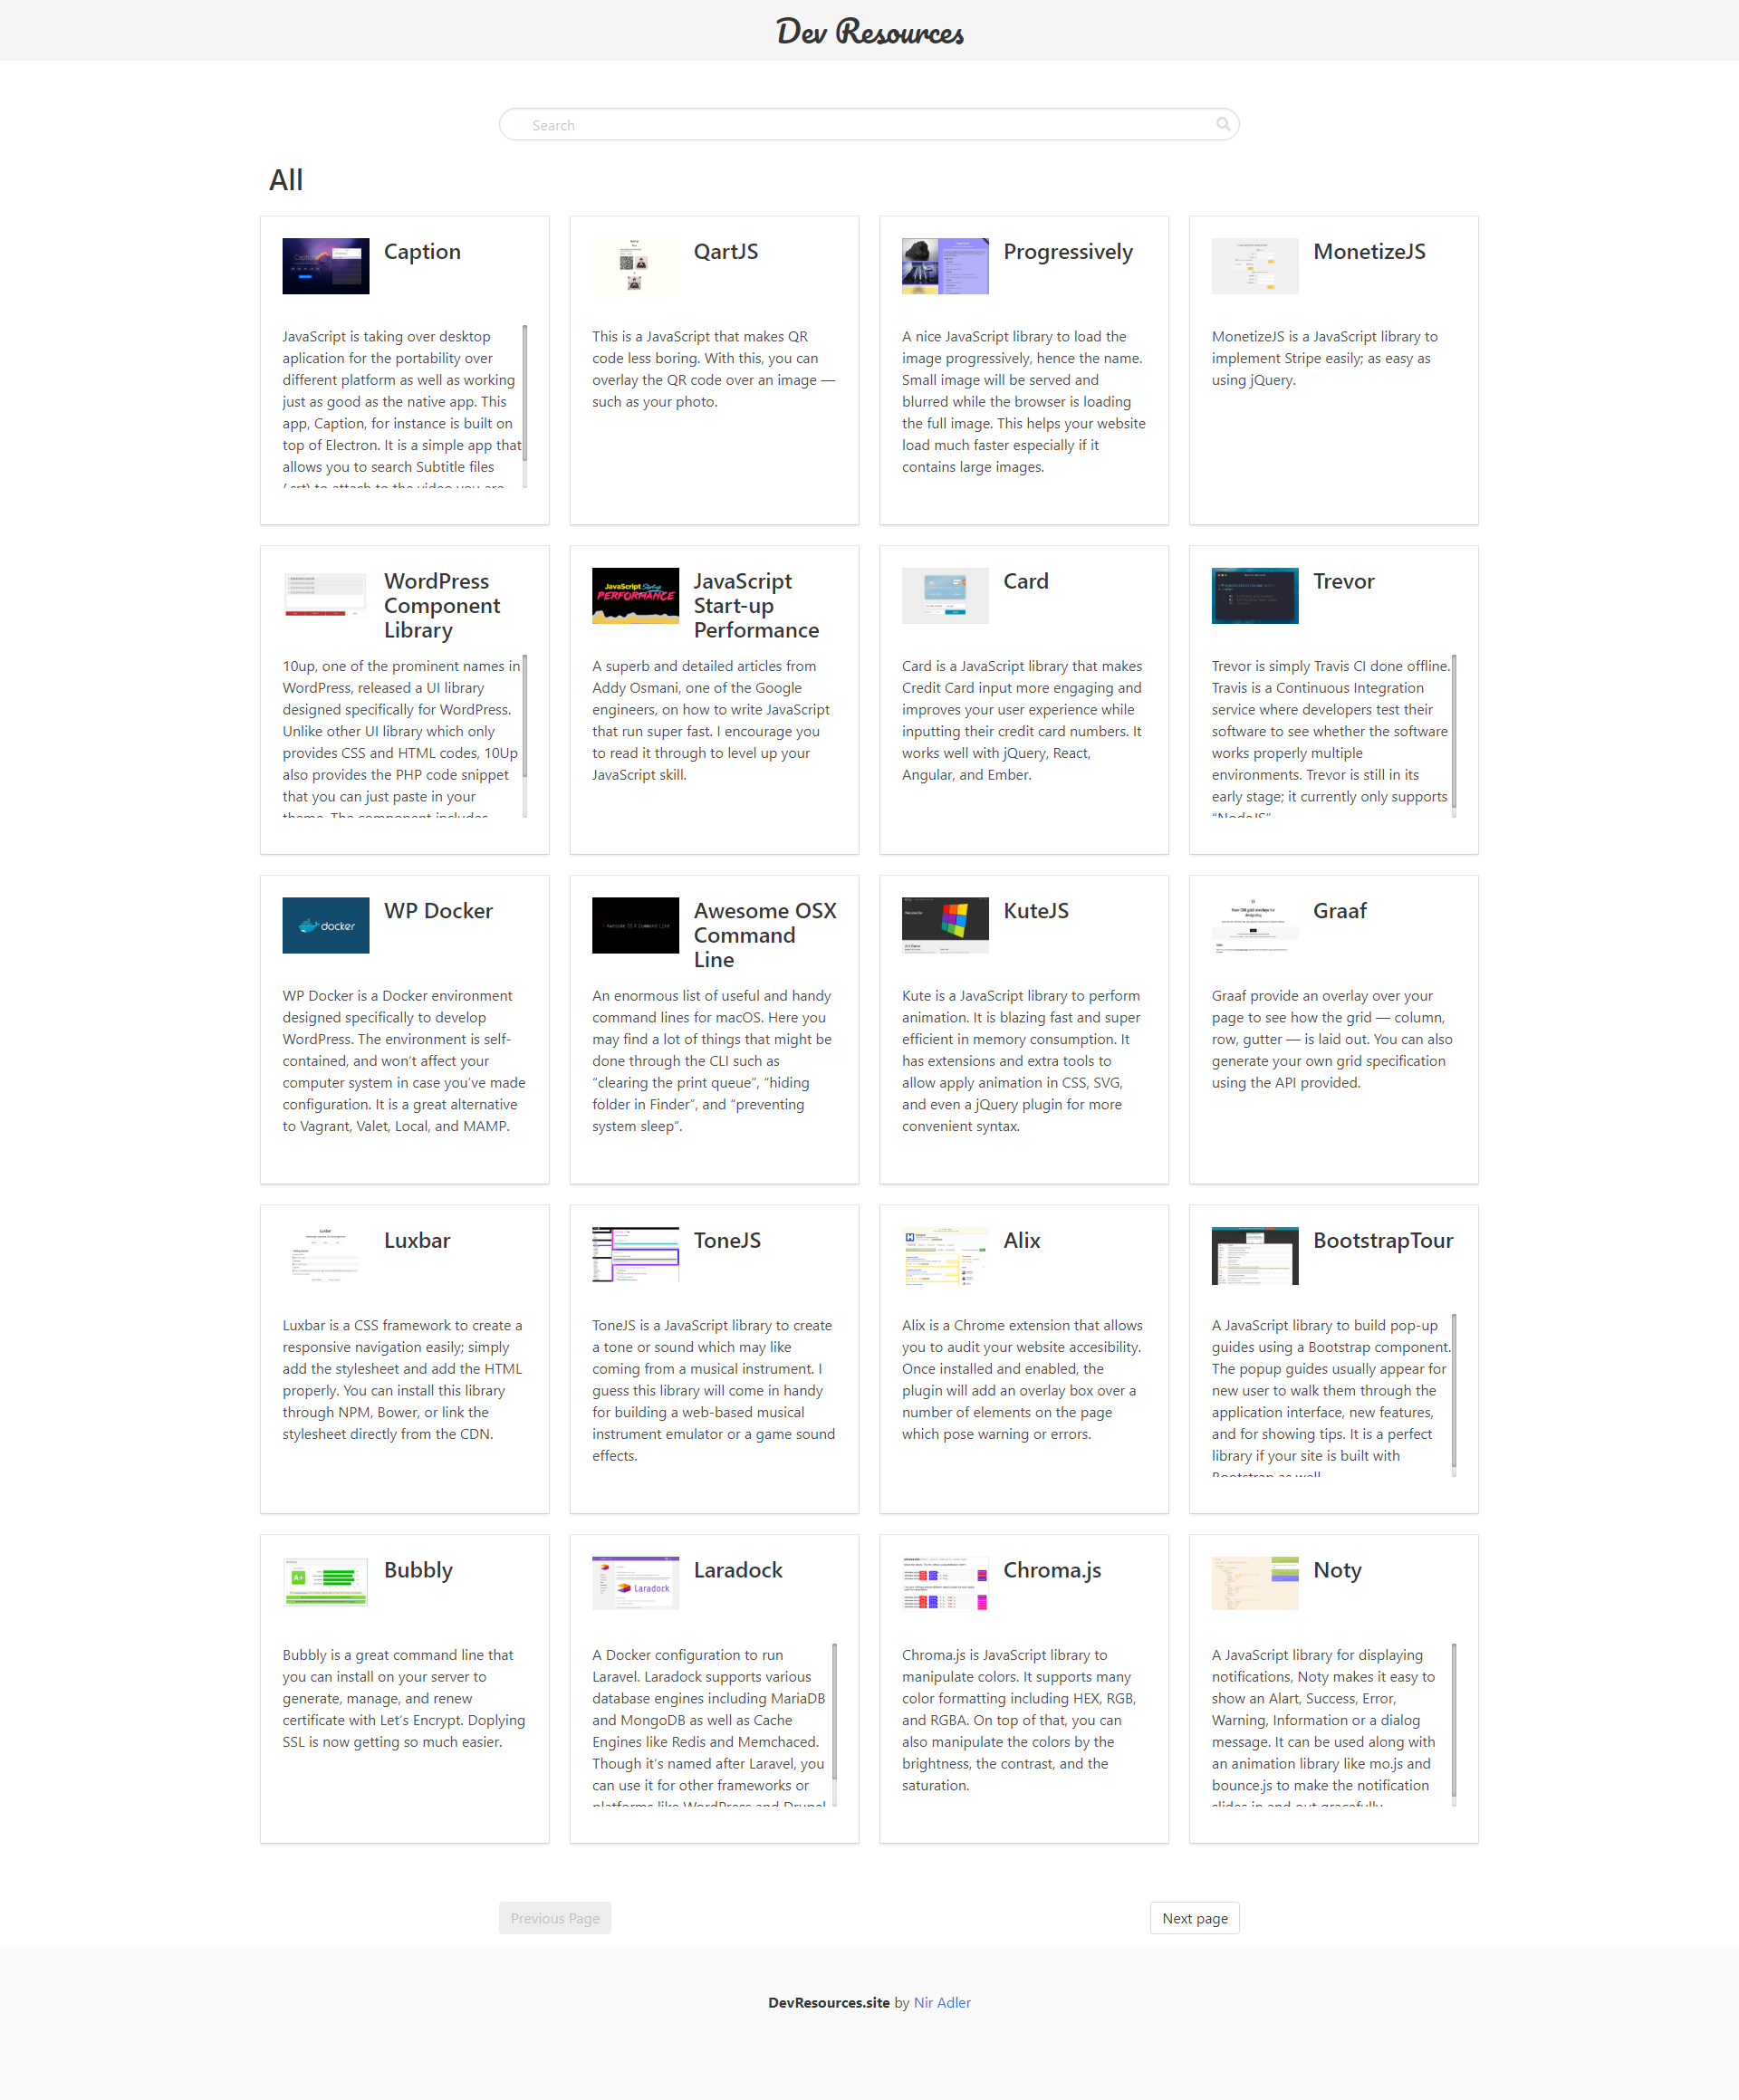 Dev Resources
Search
All
Caption
JavaScript is taking over desktop
aplication for the portability over
different platform as well as working
just as good as the native app. This
app, Caption, for instance is built on
top of Electron. It is a simple app that
allows you to search Subtitle files
(.srt) to attach to the video you are
QartJS
This is a JavaScript that makes QR
code less boring. With this, you can
overlay the QR code over an image —
such as your photo.
Progressively
A nice JavaScript library to load the
image progressively, hence the name.
Small image will be served and
blurred while the browser is loading
the full image. This helps your website
load much faster especially if it
contains large images.
MonetizeJS
MonetizeJS is a JavaScript library to
implement Stripe easily; as easy as
using jQuery.
WordPress
Component
Library
10up, one of the prominent names in
WordPress, released a UI library
designed specifically for WordPress.
Unlike other UI library which only
provides CSS and HTML codes, 10Up
also provides the PHP code snippet
that you can just paste in your
theme. The component includes
JavaScript Start-up
PERFORMANCE
JavaScript
Start-up
Performance
A superb and detailed articles from
Addy Osmani, one of the Google
engineers, on how to write JavaScript
that run super fast. I encourage you
to read it through to level up your
JavaScript skill.
Card
Card is a JavaScript library that makes
Credit Card input more engaging and
improves your user experience while
inputting their credit card numbers. It
works well with jQuery, React,
Angular, and Ember.
Trevor
Trevor is simply Travis CI done offline.
Travis is a Continuous Integration
service where developers test their
software to see whether the software
works properly multiple
environments. Trevor is still in its
early stage; it currently only supports
“NodeJS”
docker
WP Docker
WP Docker is a Docker environment
designed specifically to develop
WordPress. The environment is self-
contained, and won’t affect your
computer system in case you’ve made
configuration. It is a great alternative
to Vagrant, Valet, Local, and MAMP.
Awesome OS X Command Line
Awesome OSX
Command
Line
An enormous list of useful and handy
command lines for macOS. Here you
may find a lot of things that might be
done through the CLI such as
“clearing the print queue”, “hiding
folder in Finder”, and “preventing
system sleep”.
KuteJS
Kute is a JavaScript library to perform
animation. It is blazing fast and super
efficient in memory consumption. It
has extensions and extra tools to
allow apply animation in CSS, SVG,
and even a jQuery plugin for more
convenient syntax.
Graaf
Graaf provide an overlay over your
page to see how the grid — column,
row, gutter — is laid out. You can also
generate your own grid specification
using the API provided.
Luxbar
Luxbar is a CSS framework to create a
responsive navigation easily; simply
add the stylesheet and add the HTML
properly. You can install this library
through NPM, Bower, or link the
stylesheet directly from the CDN.
ToneJS
ToneJS is a JavaScript library to create
a tone or sound which may like
coming from a musical instrument. I
guess this library will come in handy
for building a web-based musical
instrument emulator or a game sound
effects.
Alix
Alix is a Chrome extension that allows
you to audit your website accesibility.
Once installed and enabled, the
plugin will add an overlay box over a
number of elements on the page
which pose warning or errors.
BootstrapTour
A JavaScript library to build pop-up
guides using a Bootstrap component.
The popup guides usually appear for
new user to walk them through the
application interface, new features,
and for showing tips. It is a perfect
library if your site is built with
Bootstrap as well
A+
Bubbly
Bubbly is a great command line that
you can install on your server to
generate, manage, and renew
certificate with Let’s Encrypt. Doplying
SSL is now getting so much easier.
Laradock
Laradock
A Docker configuration to run
Laravel. Laradock supports various
database engines including MariaDB
and MongoDB as well as Cache
Engines like Redis and Memchaced.
Though it’s named after Laravel, you
can use it for other frameworks or
platforms like WordPress and Drupal
Chroma.js
Chroma.js is JavaScript library to
manipulate colors. It supports many
color formatting including HEX, RGB,
and RGBA. On top of that, you can
also manipulate the colors by the
brightness, the contrast, and the
saturation.
Noty
A JavaScript library for displaying
notifications, Noty makes it easy to
show an Alart, Success, Error,
Warning, Information or a dialog
message. It can be used along with
an animation library like mo.js and
bounce.js to make the notification
slides in and out gracefully
Previous Page
Next page
DevResources.site by Nir Adler